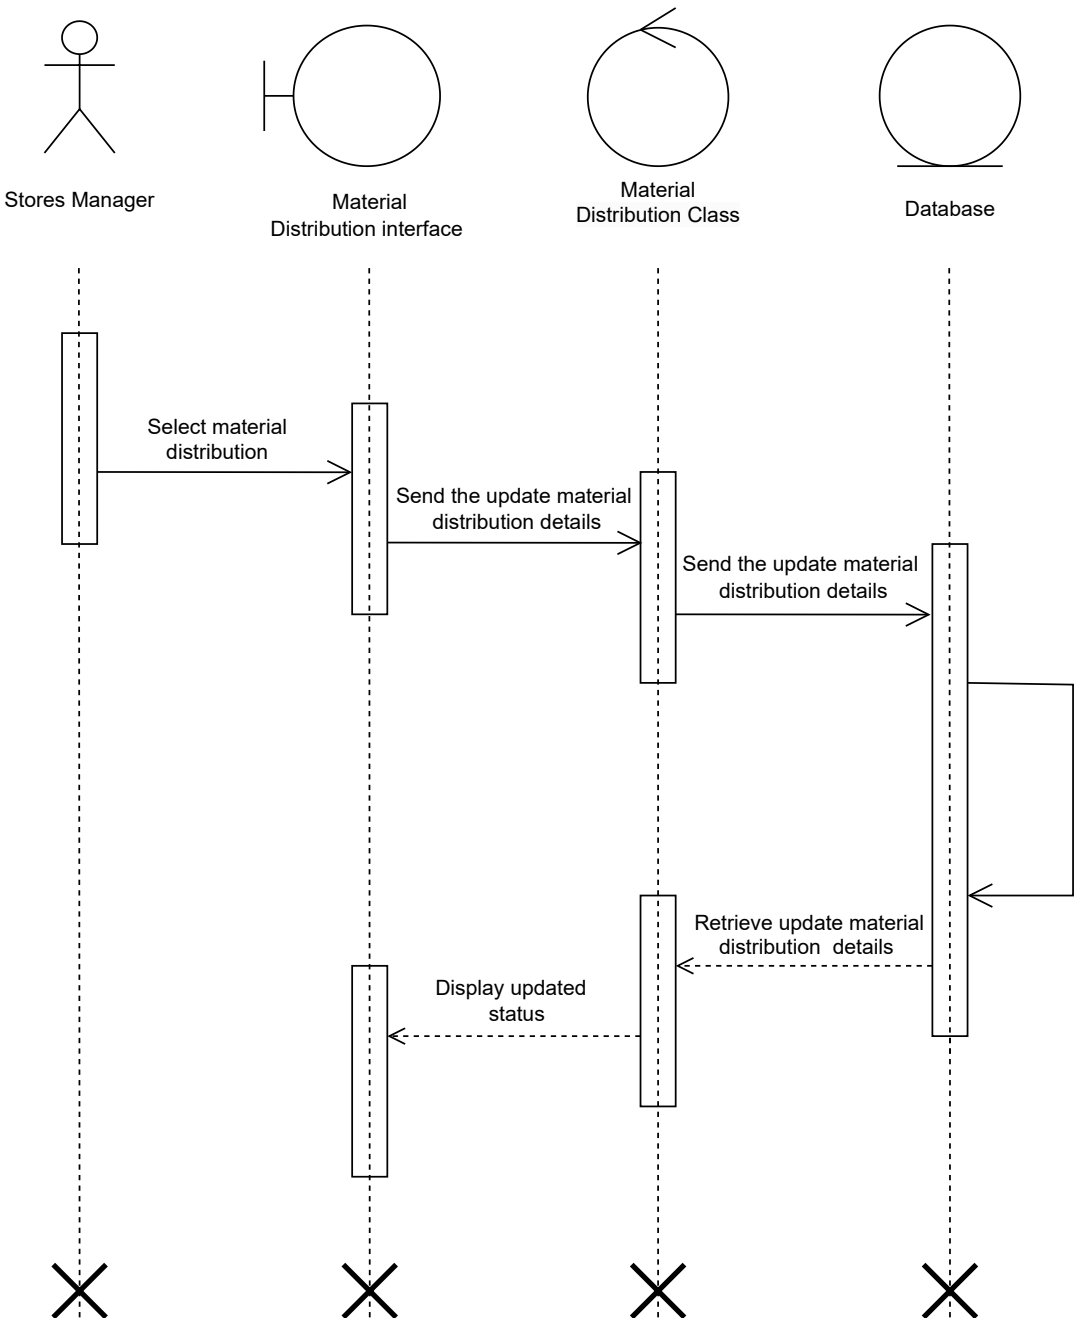 Stores Manager
Material
Distribution interface
Material
Distribution Class
Database
Select material
distribution
Send the update material
distribution details
Send the update material
distribution details
Retrieve update material
distribution  details
Display updated
status